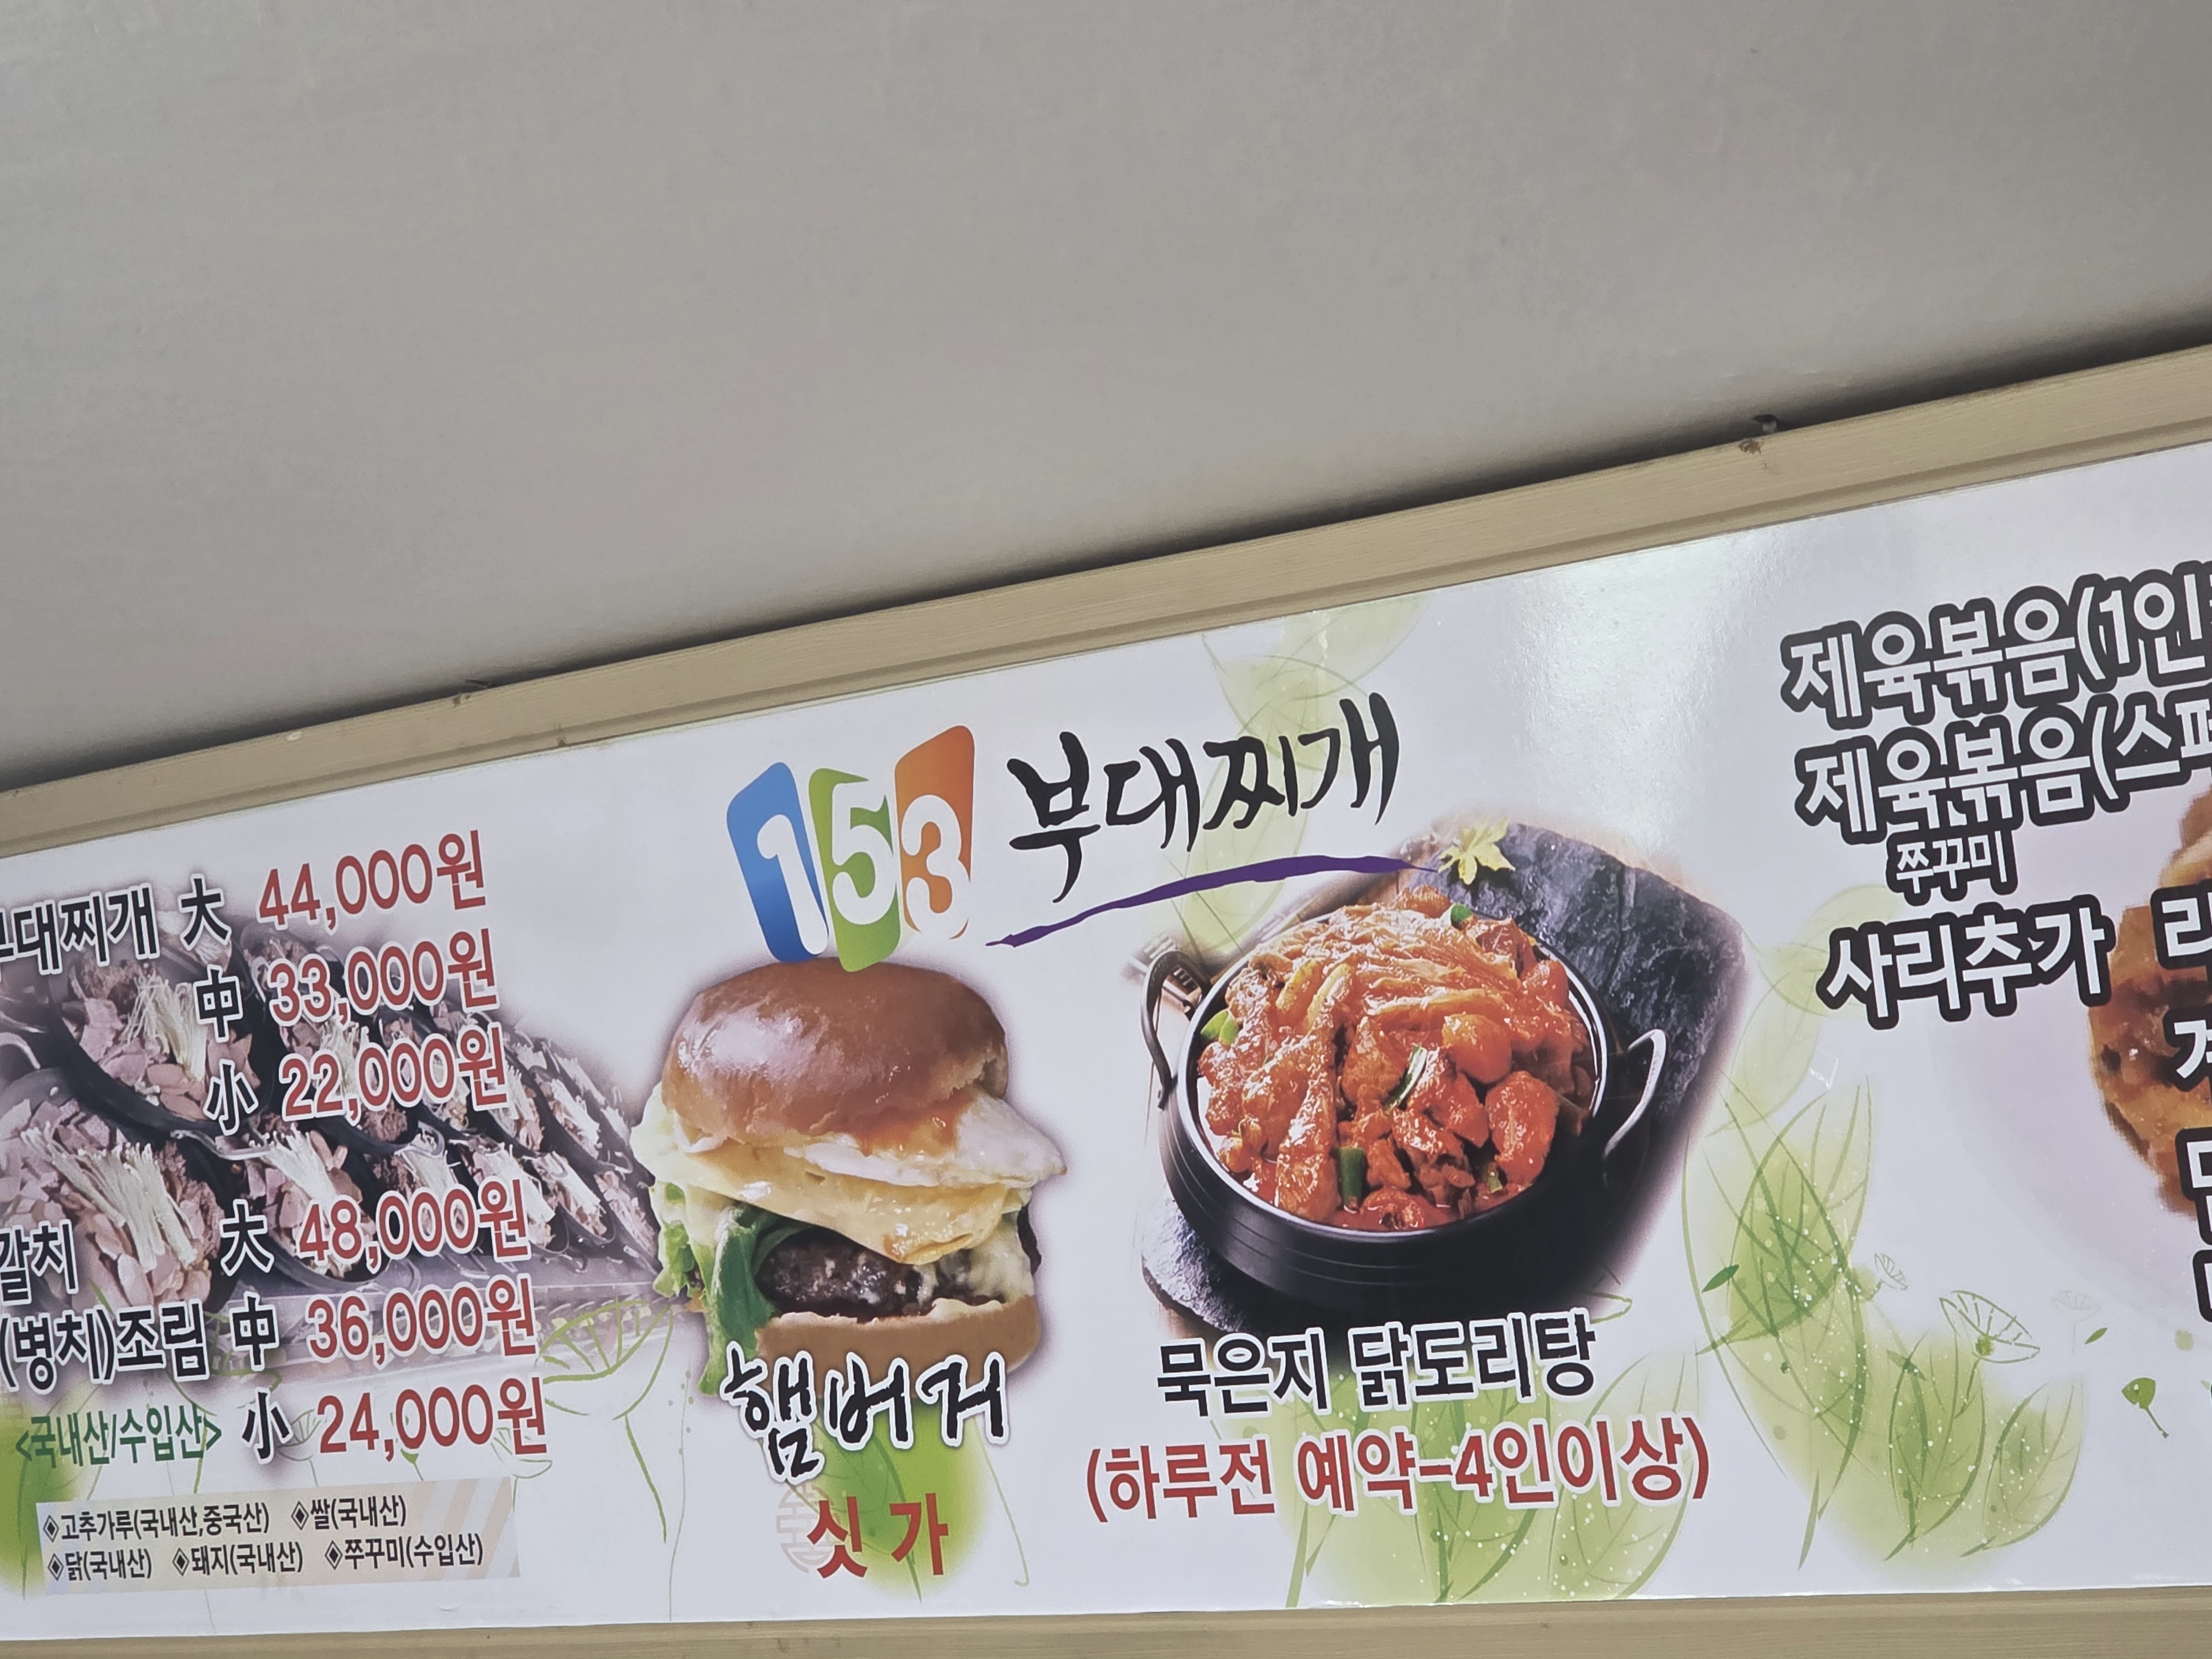 부대찌개 大 44,000원
中 33,000원
小 22,000원
갈치 大 48,000원
(병치)조림 中 36,000원
<국내산/수입산> 小 24,000원
◈고추가루(국내산,중국산) ◈쌀(국내산)
◈닭(국내산) ◈돼지(국내산) ◈쭈꾸미(수입산)
153 부대찌개
햄버거
싯가
묵은지 닭도리탕
(하루전 예약-4인이상)
제육볶음(1인
제육볶음(스페
쭈꾸미
사리추가